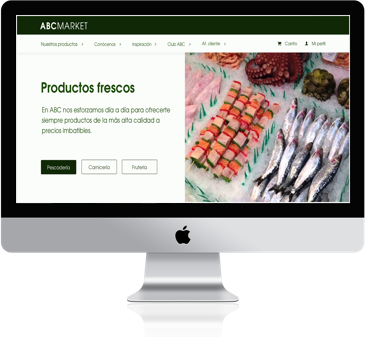 ABCMARKET
Nuestros productos Conócenos Inspiración Club ABC At. cliente Carrito Mi perfil
Productos frescos
En ABC nos esforzamos día a día para ofrecerte
siempre productos de la más alta calidad a
precios imbatibles.
Pescadería Carnicería Frutería